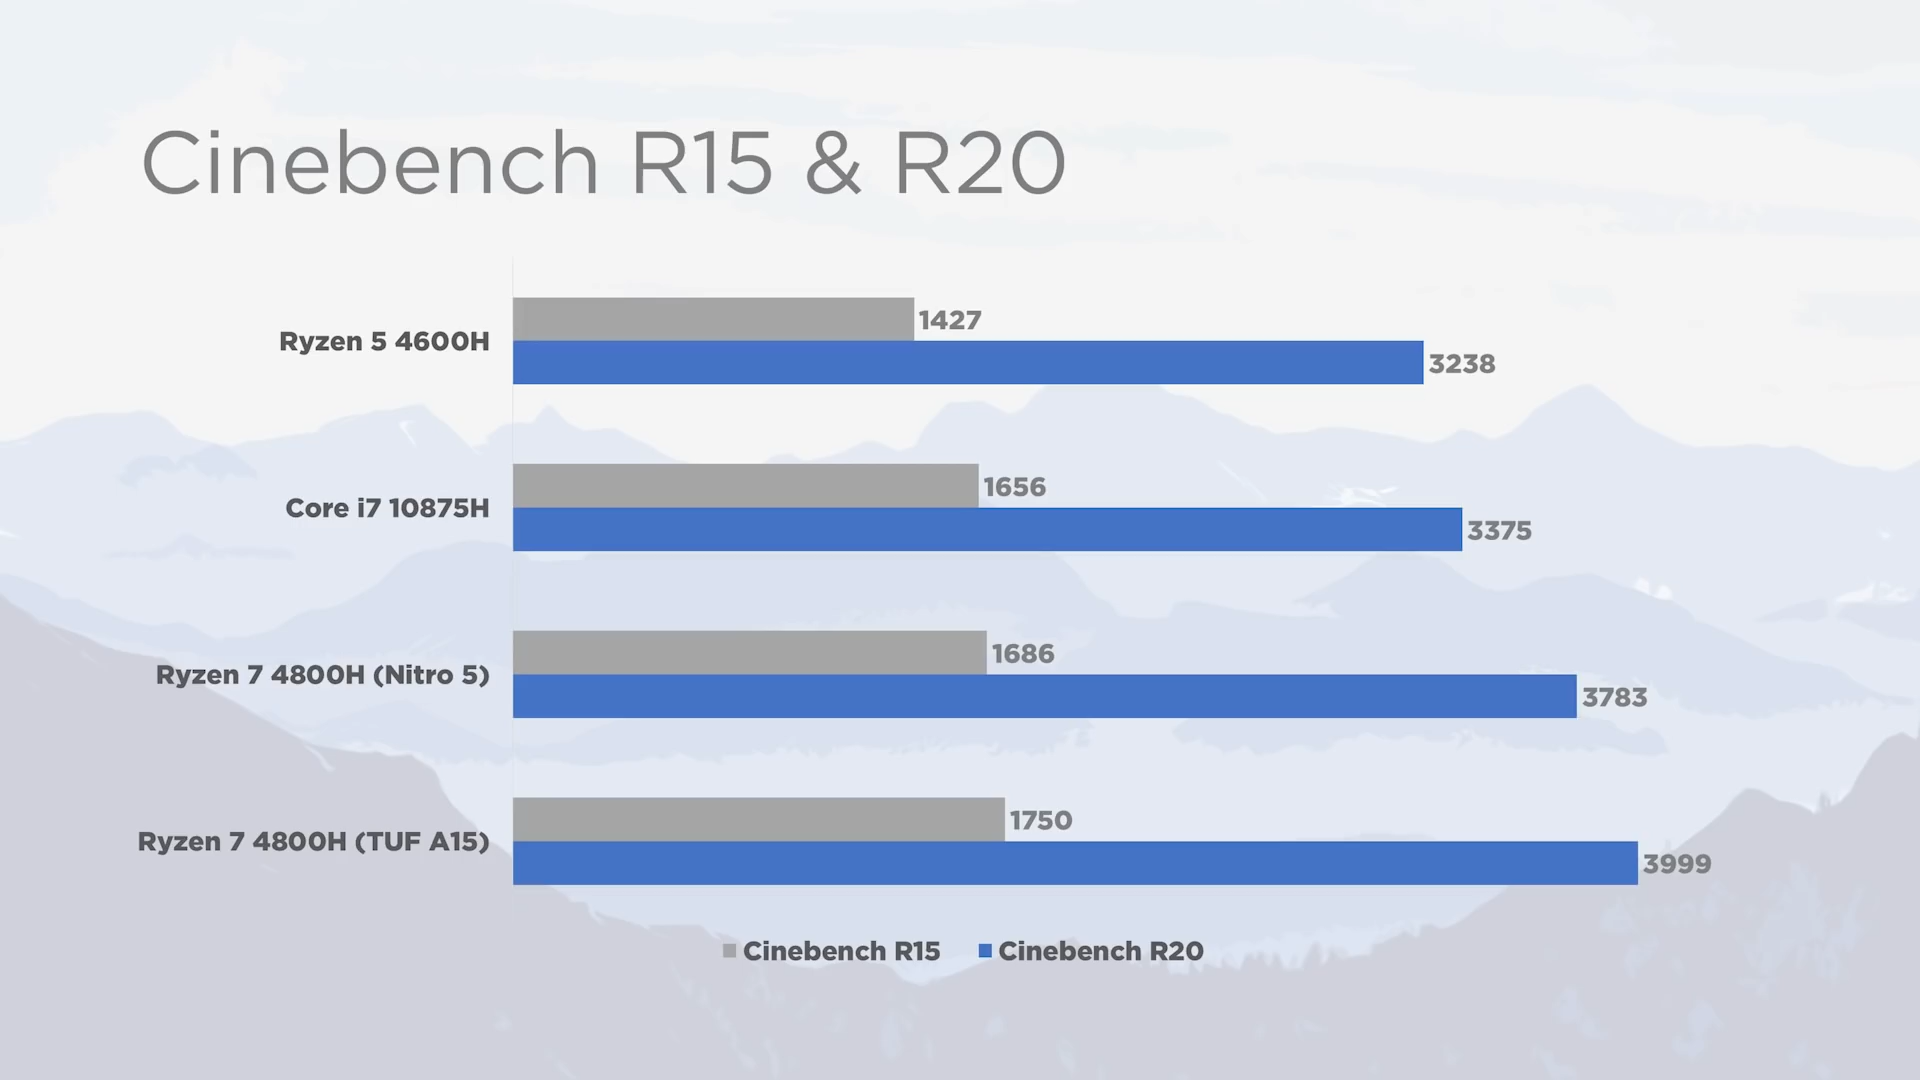 Cinebench R15 & R20
Ryzen 5 4600H
1427
3238
Core i7 10875H
1656
3375
Ryzen 7 4800H (Nitro 5)
1686
3783
Ryzen 7 4800H (TUF A15)
1750
3999
Cinebench R15 Cinebench R20